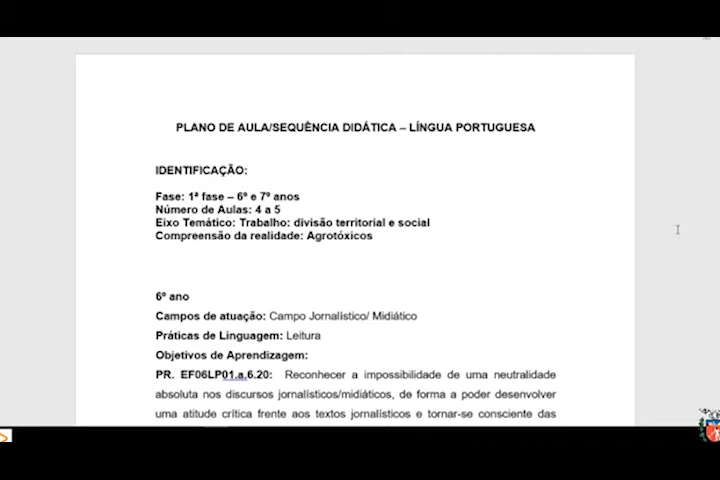 PLANO DE AULA/SEQUÊNCIA DIDÁTICA – LÍNGUA PORTUGUESA
IDENTIFICAÇÃO:
Fase: 1ª fase – 6º e 7º anos
Número de Aulas: 4 a 5
Eixo Temático: Trabalho: divisão territorial e social
Compreensão da realidade: Agrotóxicos
6º ano
Campos de atuação: Campo Jornalístico/ Midiático
Práticas de Linguagem: Leitura
Objetivos de Aprendizagem:
PR. EF06LP01.a.6.20: Reconhecer a impossibilidade de uma neutralidade
absoluta nos discursos jornalísticos/midiáticos, de forma a poder desenvolver
uma atitude crítica frente aos textos jornalísticos e tornar-se consciente das